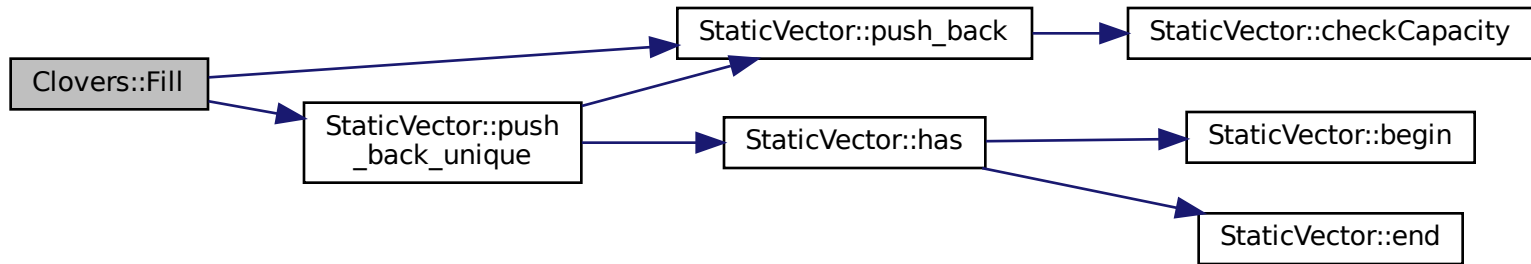 Clovers::Fill
StaticVector::push_back
StaticVector::checkCapacity
StaticVector::push
_back_unique
StaticVector::has
StaticVector::begin
StaticVector::end